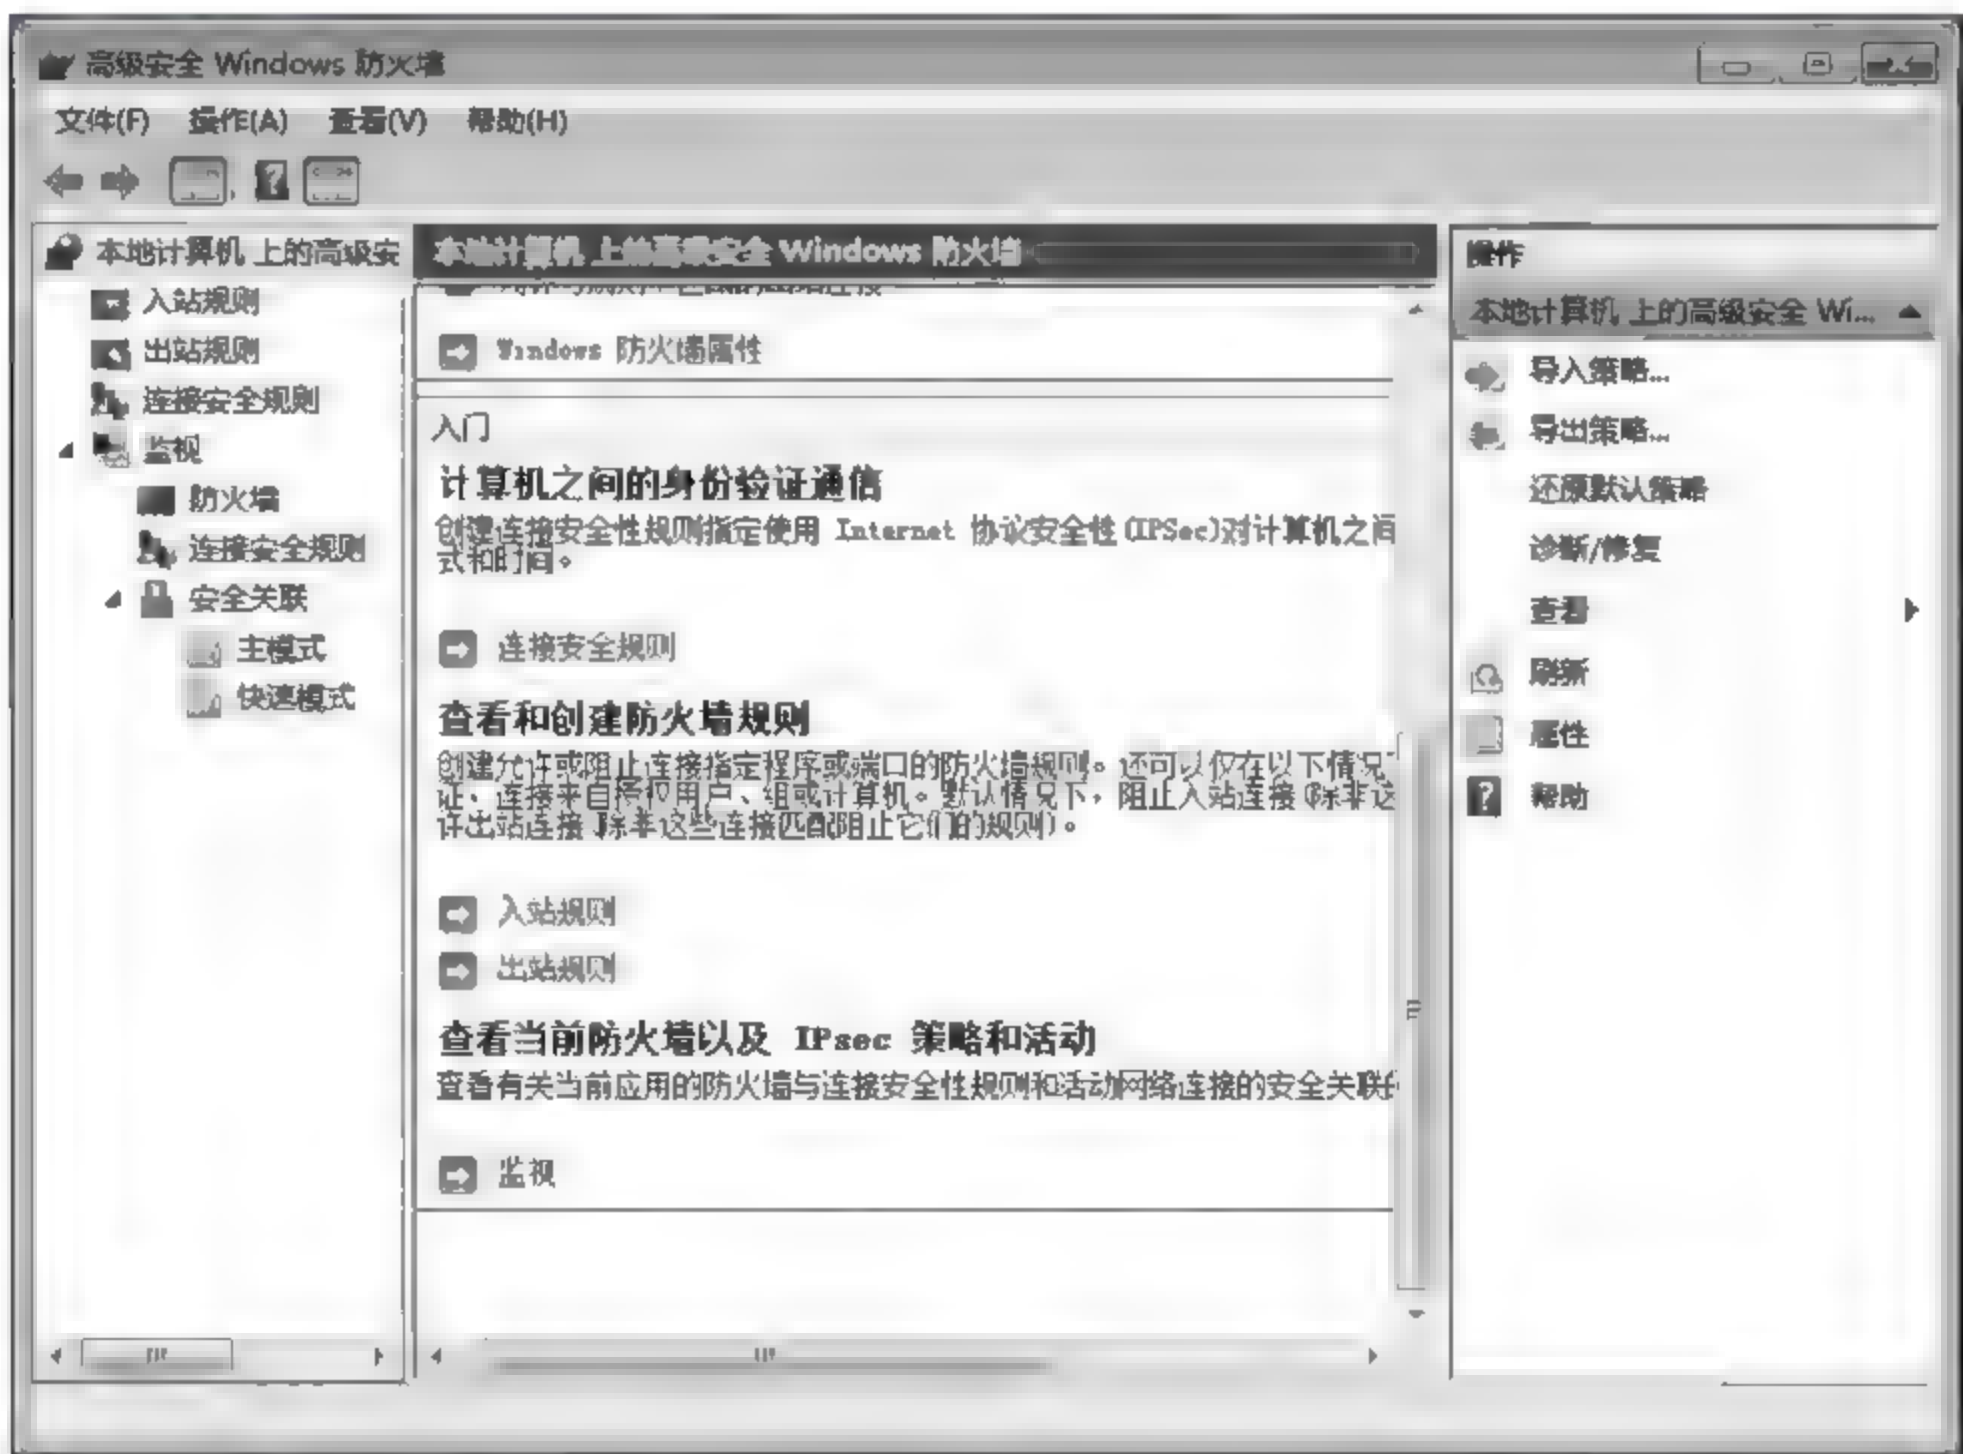 高级安全 Windows 防火墙
文件(F) 操作(A) 查看(V) 帮助(H)
本地计算机 上的高级安
入站规则
出站规则
连接安全规则
监视
防火墙
连接安全规则
安全关联
主模式
快速模式
本地计算机 上的高级安全 Windows 防火墙
Windows 防火墙属性
入门
计算机之间的身份验证通信
创建连接安全性规则指定使用 Internet 协议安全性(IPSec)对计算机之间
式和时间。
连接安全规则
查看和创建防火墙规则
创建允许或阻止连接指定程序或端口的防火墙规则。还可以仅在以下情况
证、连接来自授权用户、组或计算机。默认情况下，阻止入站连接(除非这
许出站连接(除非这些连接匹配阻止它们的规则)。
入站规则
出站规则
查看当前防火墙以及 IPsec 策略和活动
查看有关当前应用的防火墙与连接安全性规则和活动网络连接的安全关联
监视
操作
本地计算机 上的高级安全 Wi...
导入策略...
导出策略...
还原默认策略
诊断/修复
查看
刷新
属性
帮助